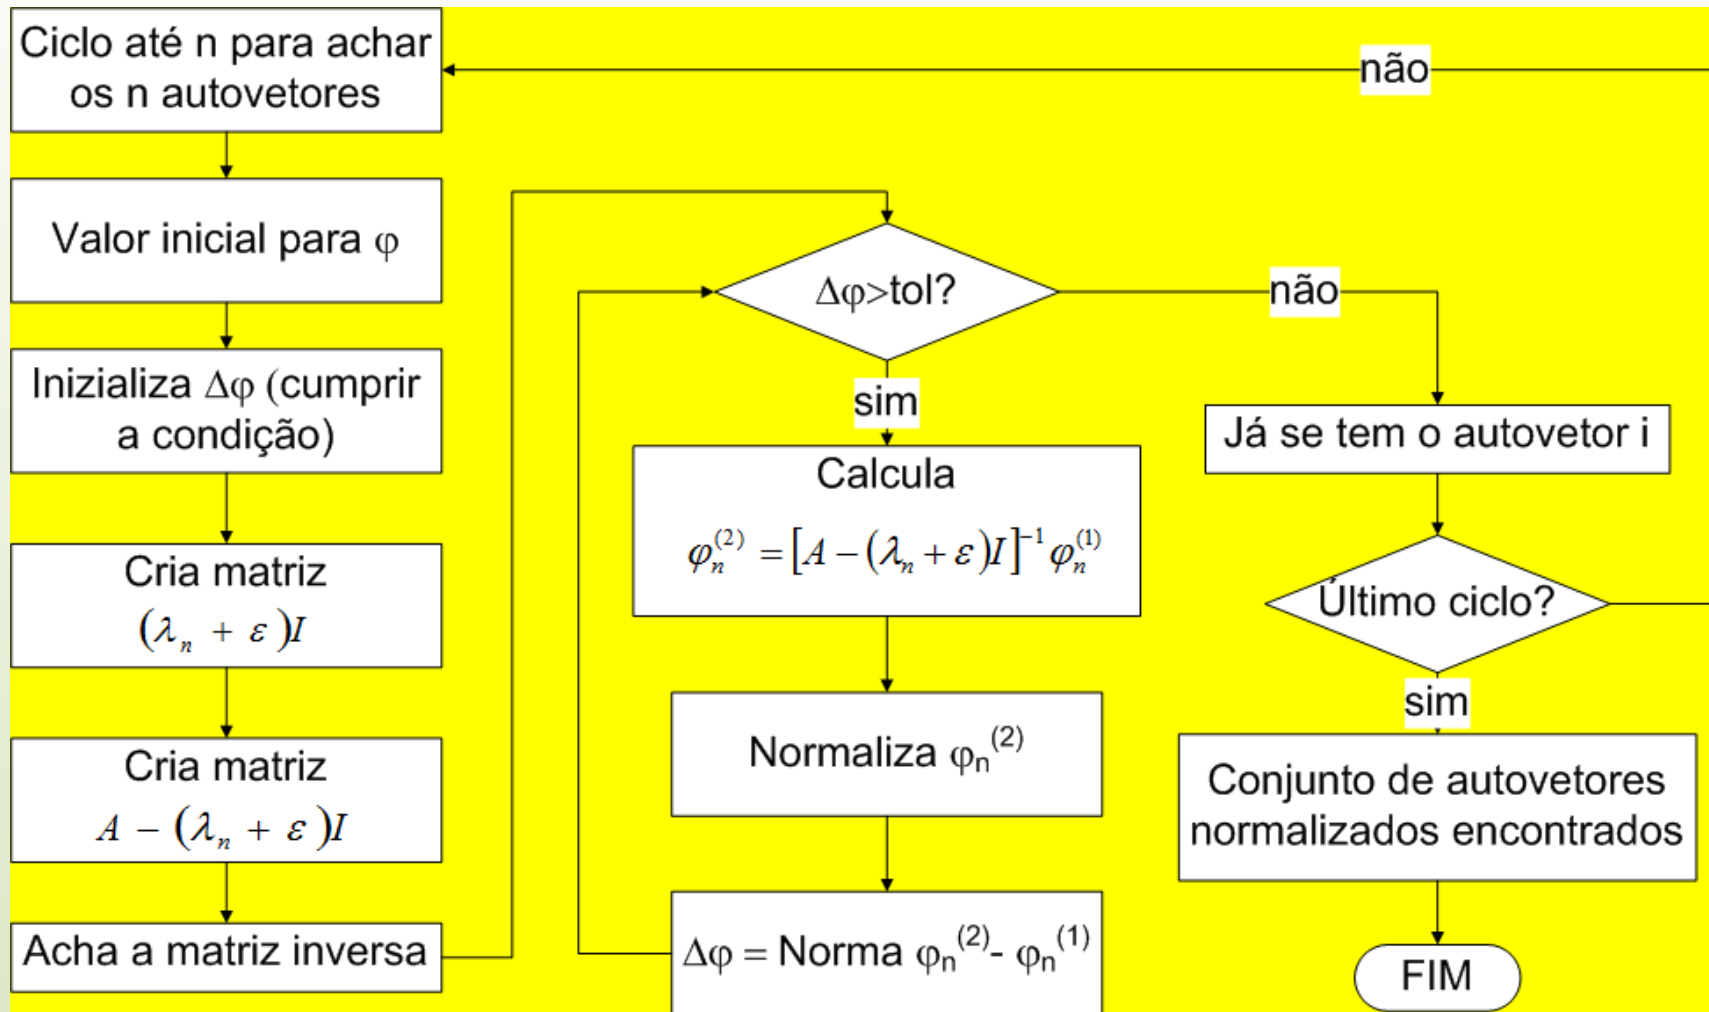 Ciclo até n para achar
os n autovetores
Valor inicial para φ
Inizializa Δφ (cumprir
a condição)
Cria matriz
(λₙ + ε)I
Cria matriz
A − (λₙ + ε)I
Acha a matriz inversa
Δφ>tol?
sim
Calcula
φₙ⁽²⁾ = [A − (λₙ + ε)I]⁻¹ φₙ⁽¹⁾
Normaliza φₙ⁽²⁾
Δφ = Norma φₙ⁽²⁾- φₙ⁽¹⁾
não
não
Já se tem o autovetor i
Último ciclo?
sim
Conjunto de autovetores
normalizados encontrados
FIM